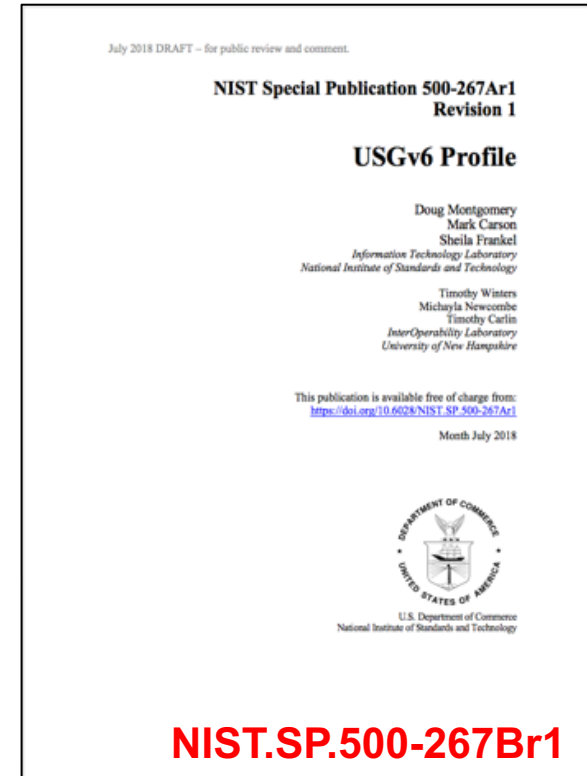 July 2018 DRAFT – for public review and comment.
NIST Special Publication 500-267Ar1
Revision 1
USGv6 Profile
Doug Montgomery
Mark Carson
Sheila Frankel
Information Technology Laboratory
National Institute of Standards and Technology
Timothy Winters
Michayla Newcombe
Timothy Carlin
InterOperability Laboratory
University of New Hampshire
This publication is available free of charge from:
https://doi.org/10.6028/NIST.SP.500-267Ar1
Month July 2018
DEPARTMENT OF COMMERCE
UNITED STATES OF AMERICA
U.S. Department of Commerce
National Institute of Standards and Technology
NIST.SP.500-267Br1